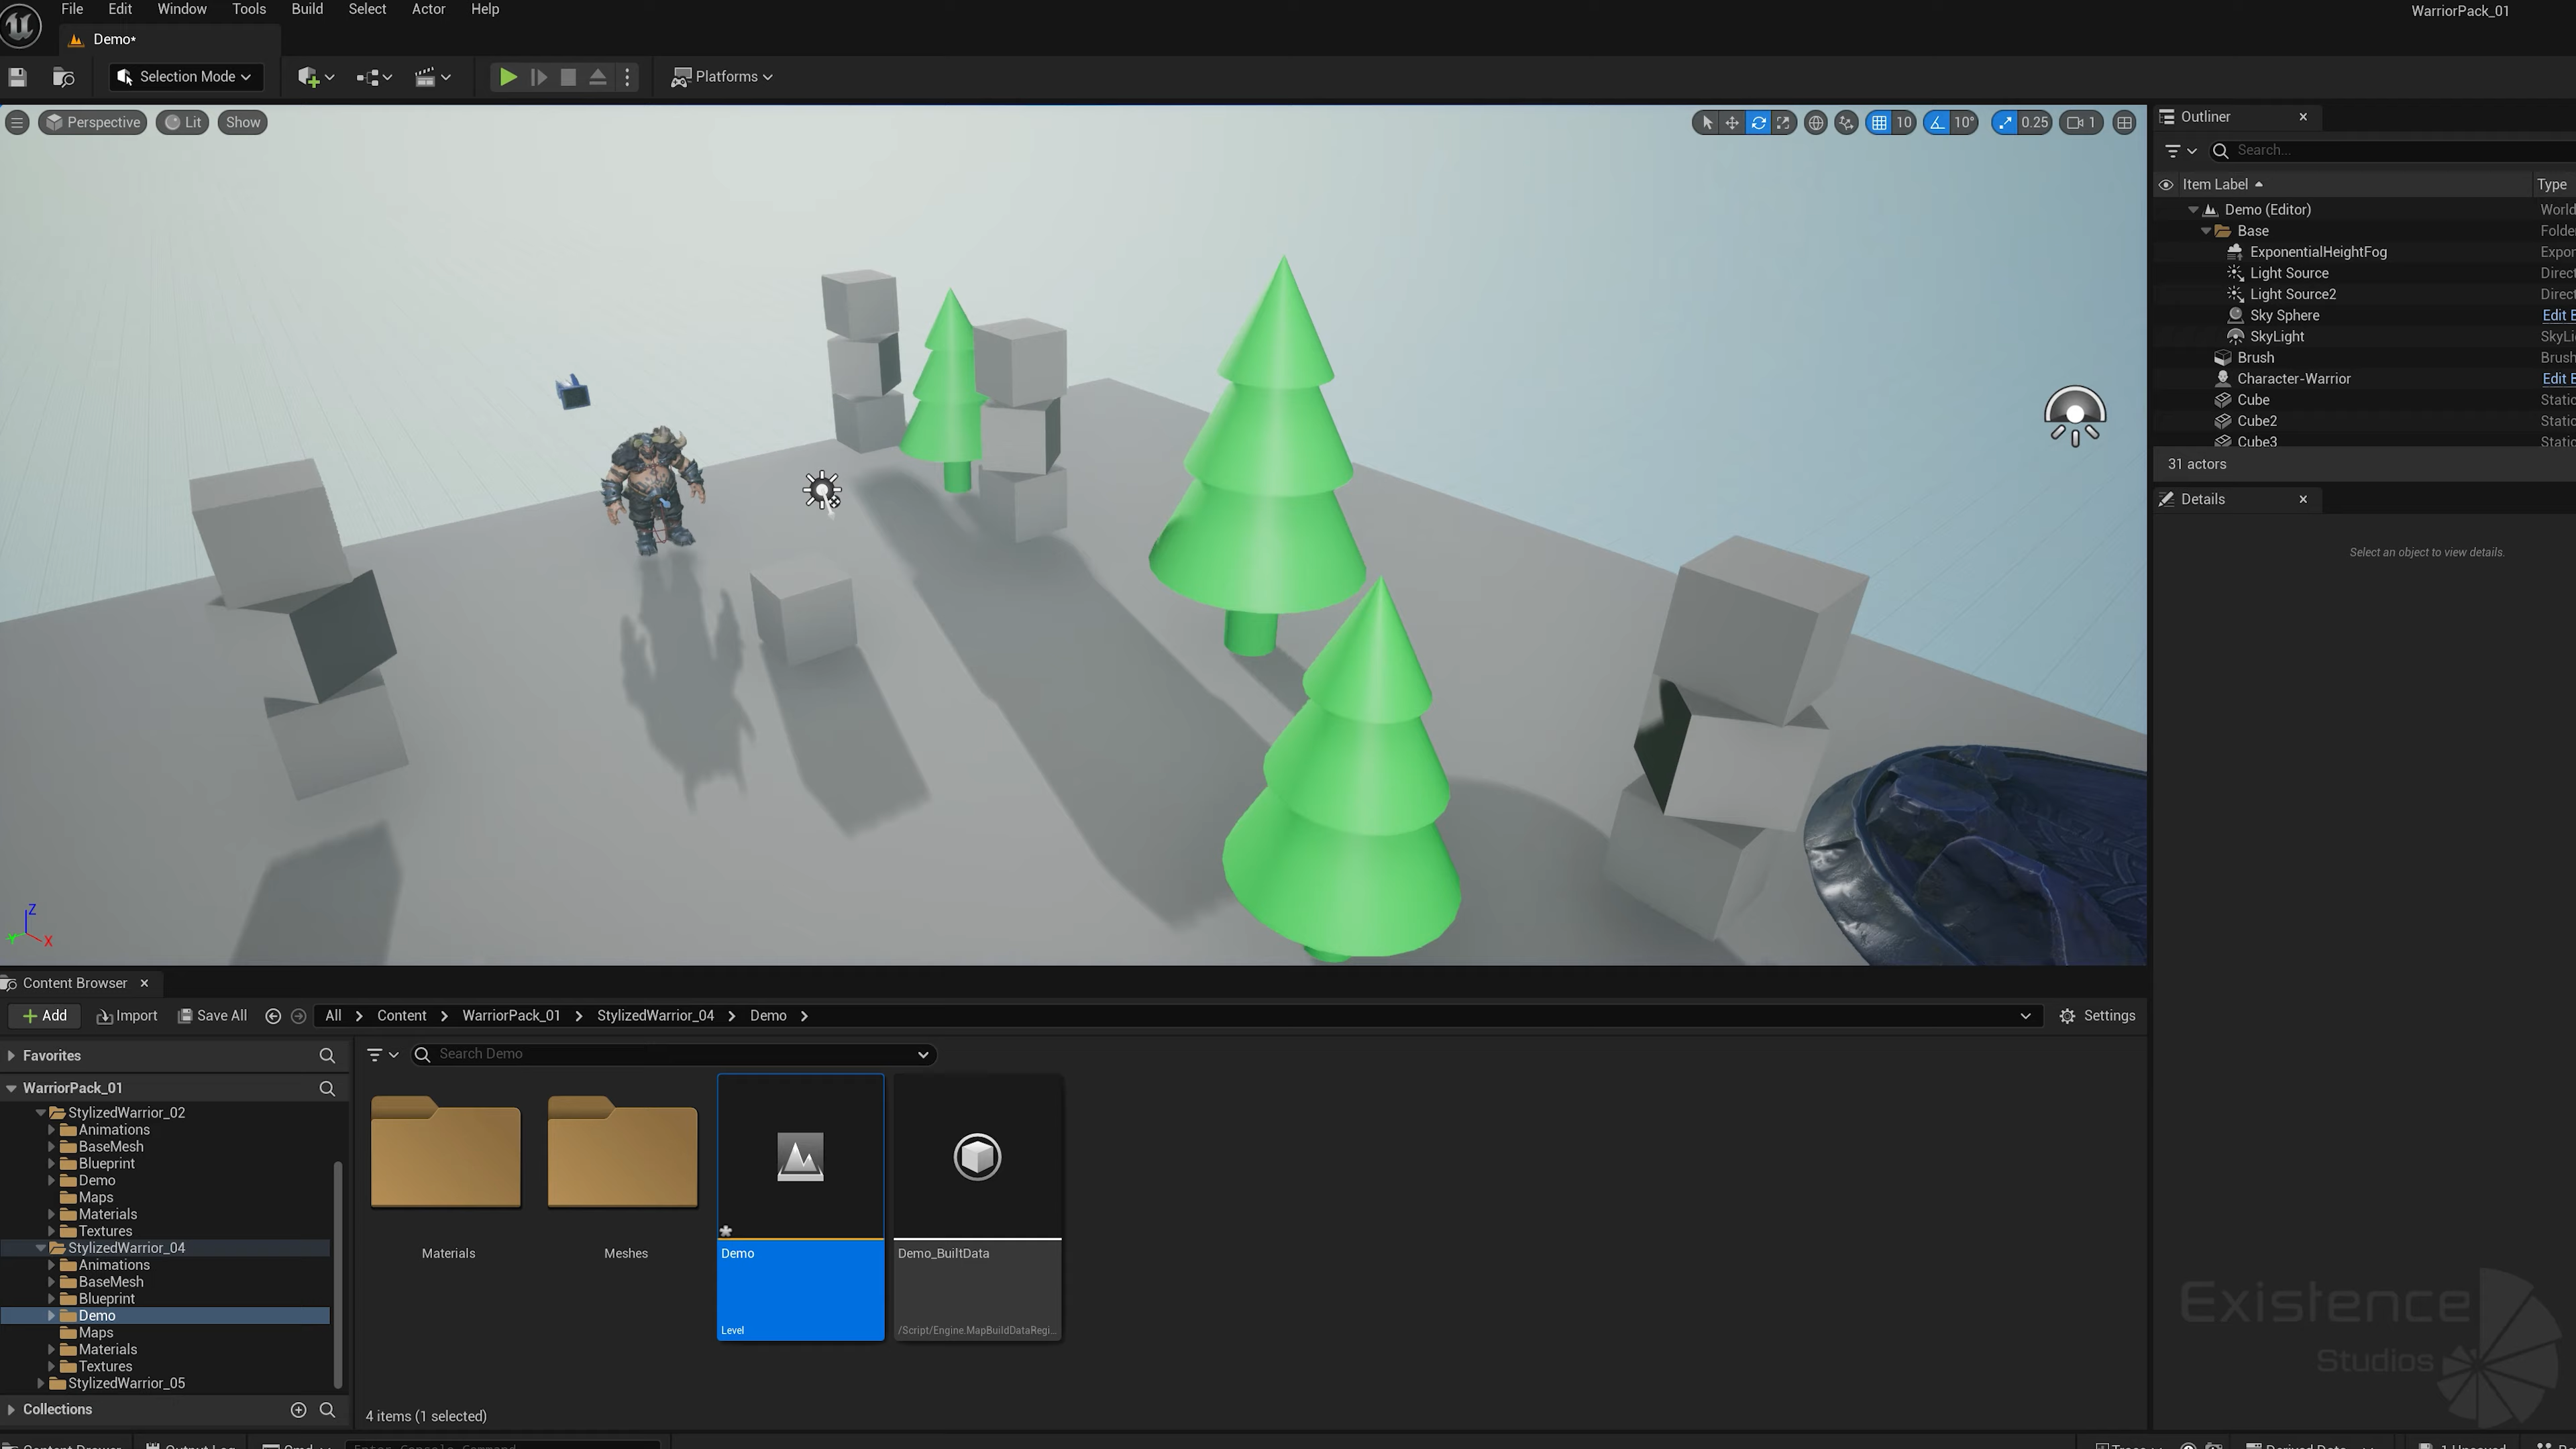 File Edit Window Tools Build Select Actor Help
WarriorPack_01
Demo•
Selection Mode
Platforms
Perspective Lit Show
10 10° 0.25 1
Outliner
Search...
Item Label Type
Demo (Editor) World
Base Folde
ExponentialHeightFog Expor
Light Source Direct
Light Source2 Direct
Sky Sphere Edit E
SkyLight SkyLi
Brush Brush
Character-Warrior Edit E
Cube Static
Cube2 Static
Cube3 Static
31 actors
Details
Select an object to view details.
Z
Y X
Content Browser
Add Import Save All All Content WarriorPack_01 StylizedWarrior_04 Demo Settings
Favorites
Search Demo
WarriorPack_01
StylizedWarrior_02
Animations
BaseMesh
Blueprint
Demo
Maps
Materials
Textures
StylizedWarrior_04
Animations
BaseMesh
Blueprint
Demo
Maps
Materials
Textures
StylizedWarrior_05
Collections
Materials
Meshes
Demo
Level
Demo_BuiltData
/Script/Engine.MapBuildDataRegi...
4 items (1 selected)
Existence
Studios